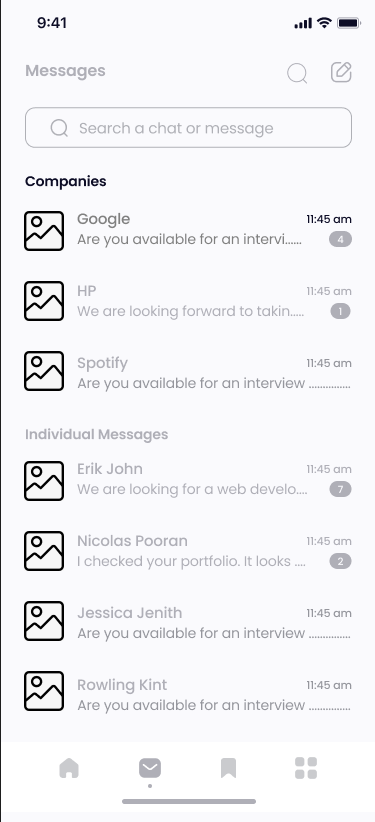 9:41
Messages
Search a chat or message
Companies
Google 11:45 am
Are you available for an intervi...... 4
HP 11:45 am
We are looking forward to takin..... 1
Spotify 11:45 am
Are you available for an interview ...............
Individual Messages
Erik John 11:45 am
We are looking for a web develo.... 7
Nicolas Pooran 11:45 am
I checked your portfolio. It looks .... 2
Jessica Jenith 11:45 am
Are you available for an interview ...............
Rowling Kint 11:45 am
Are you available for an interview ...............